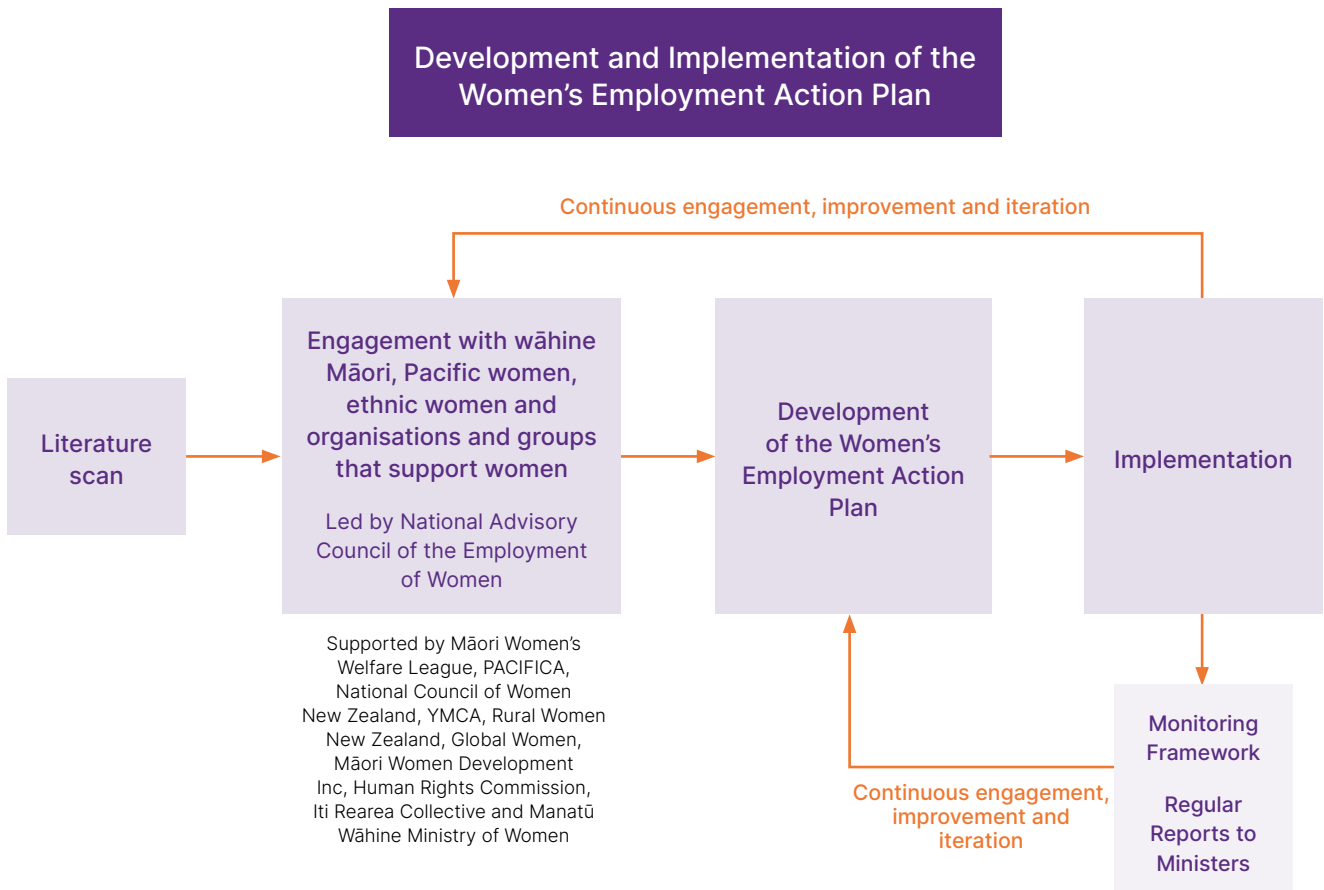 Development and Implementation of the
Women’s Employment Action Plan
Continuous engagement, improvement and iteration
Literature
scan
Engagement with wāhine
Māori, Pacific women,
ethnic women and
organisations and groups
that support women
Led by National Advisory
Council of the Employment
of Women
Supported by Māori Women’s
Welfare League, PACIFICA,
National Council of Women
New Zealand, YMCA, Rural Women
New Zealand, Global Women,
Māori Women Development
Inc, Human Rights Commission,
Iti Rearea Collective and Manatū
Wāhine Ministry of Women
Development
of the Women’s
Employment Action
Plan
Implementation
Monitoring
Framework
Regular
Reports to
Ministers
Continuous engagement,
improvement and
iteration